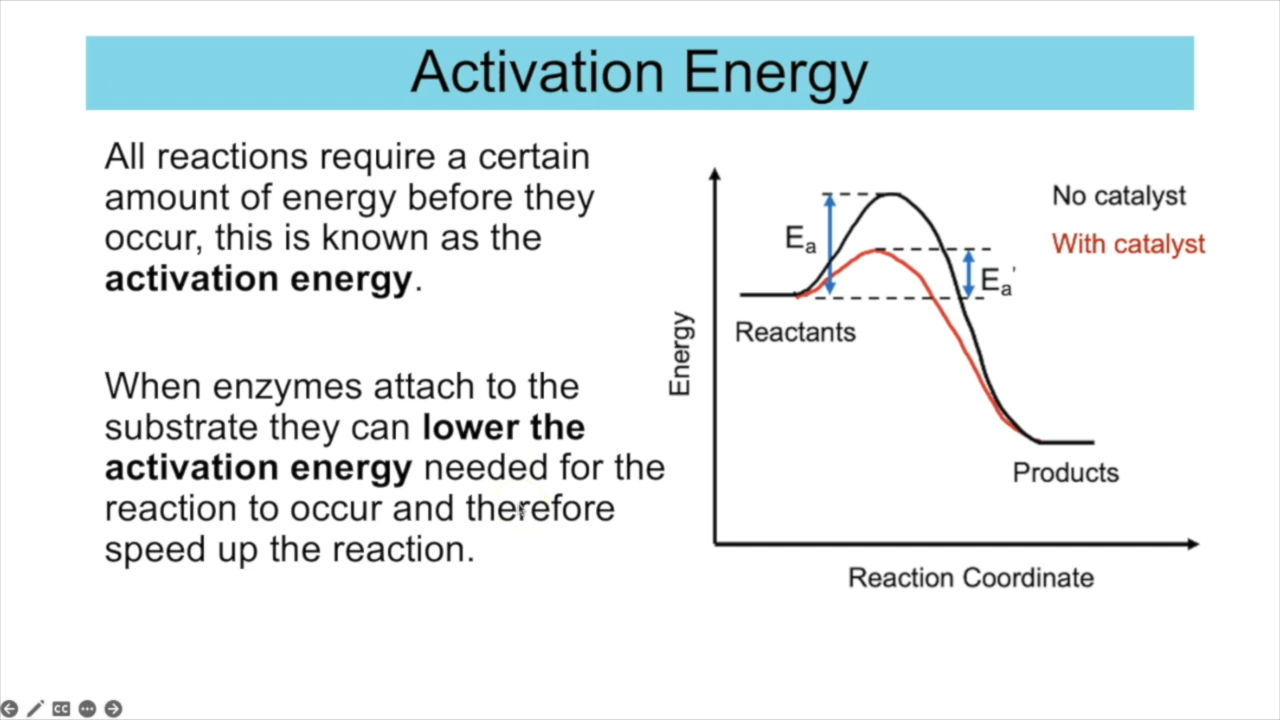 Activation Energy
All reactions require a certain
amount of energy before they
occur, this is known as the
activation energy.
When enzymes attach to the
substrate they can lower the
activation energy needed for the
reaction to occur and therefore
speed up the reaction.
No catalyst
With catalyst
Ea
Ea'
Reactants
Energy
Products
Reaction Coordinate
CC